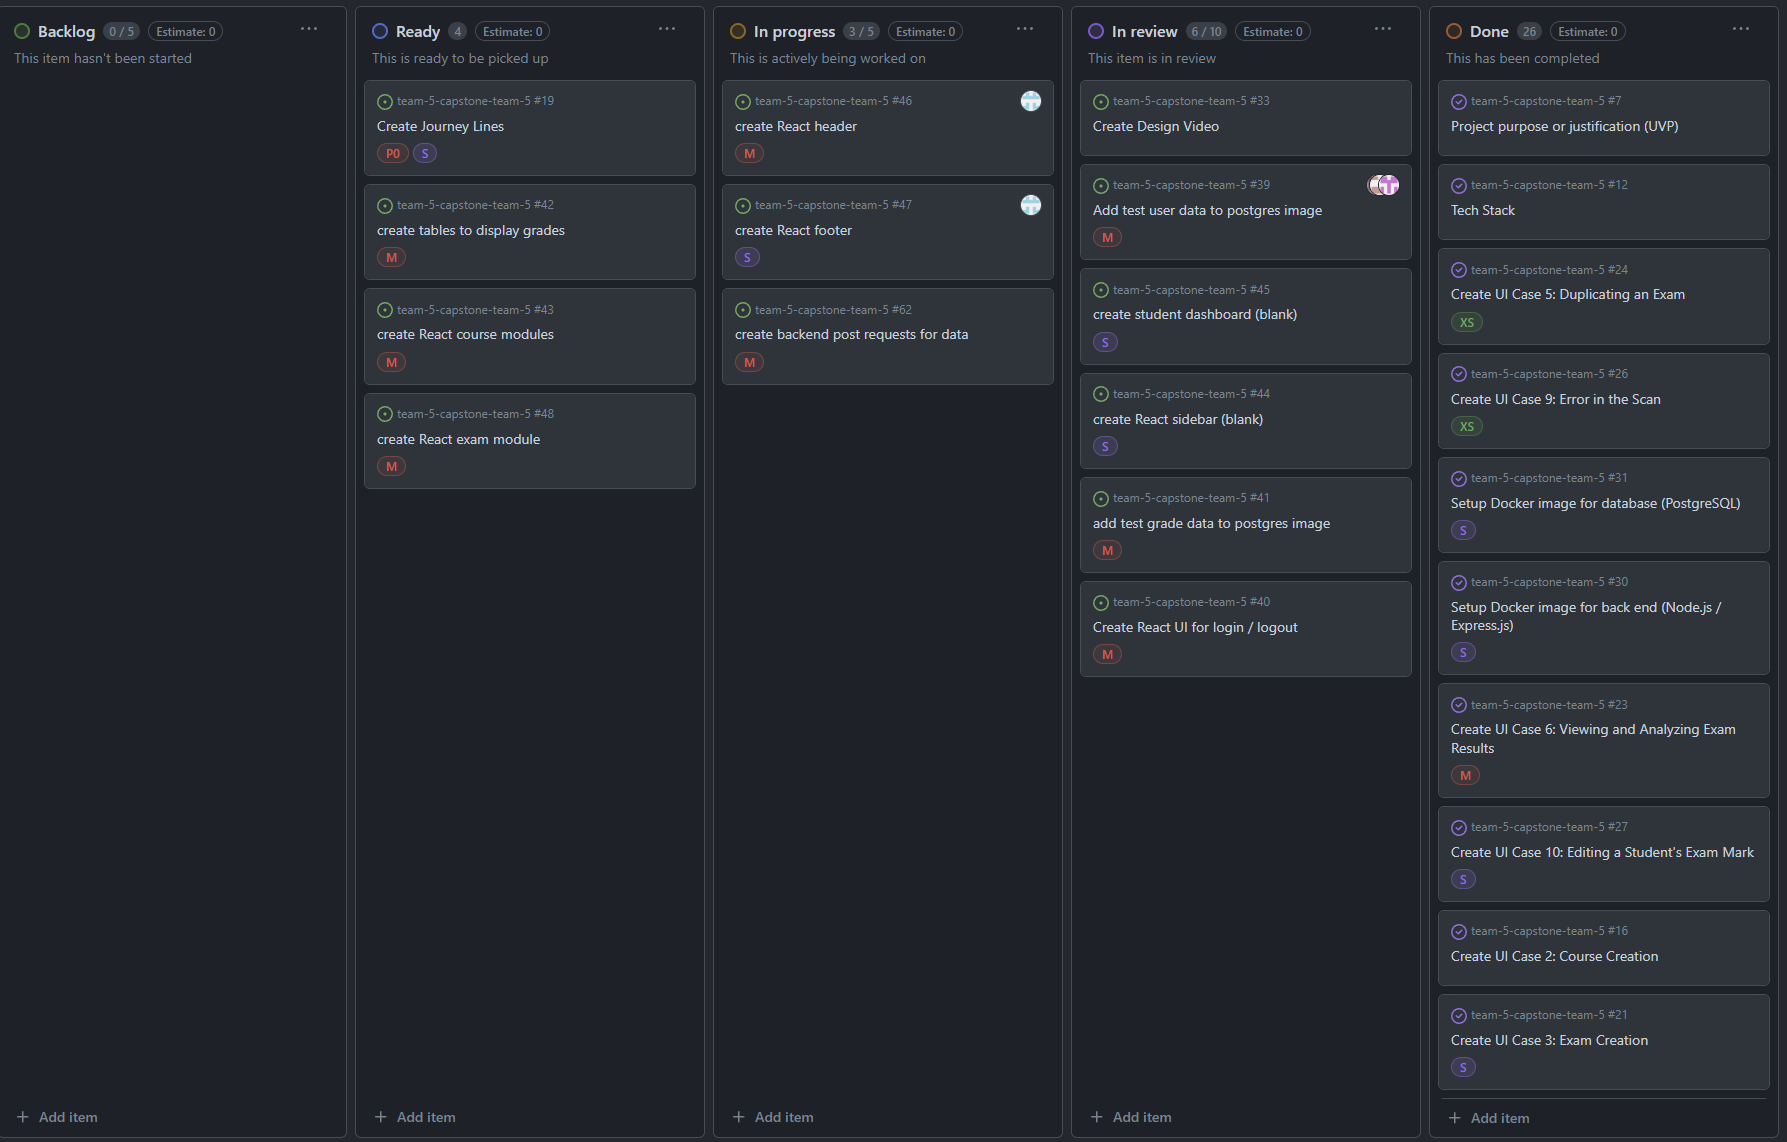 Backlog 0 / 5 Estimate: 0
This item hasn't been started
Add item
Ready 4 Estimate: 0
This is ready to be picked up
team-5-capstone-team-5 #19
Create Journey Lines
P0 S
team-5-capstone-team-5 #42
create tables to display grades
M
team-5-capstone-team-5 #43
create React course modules
M
team-5-capstone-team-5 #48
create React exam module
M
Add item
In progress 3 / 5 Estimate: 0
This is actively being worked on
team-5-capstone-team-5 #46
create React header
M
team-5-capstone-team-5 #47
create React footer
S
team-5-capstone-team-5 #62
create backend post requests for data
M
Add item
In review 6 / 10 Estimate: 0
This item is in review
team-5-capstone-team-5 #33
Create Design Video
team-5-capstone-team-5 #39
Add test user data to postgres image
M
team-5-capstone-team-5 #45
create student dashboard (blank)
S
team-5-capstone-team-5 #44
create React sidebar (blank)
S
team-5-capstone-team-5 #41
add test grade data to postgres image
M
team-5-capstone-team-5 #40
Create React UI for login / logout
M
Add item
Done 26 Estimate: 0
This has been completed
team-5-capstone-team-5 #7
Project purpose or justification (UVP)
team-5-capstone-team-5 #12
Tech Stack
team-5-capstone-team-5 #24
Create UI Case 5: Duplicating an Exam
XS
team-5-capstone-team-5 #26
Create UI Case 9: Error in the Scan
XS
team-5-capstone-team-5 #31
Setup Docker image for database (PostgreSQL)
S
team-5-capstone-team-5 #30
Setup Docker image for back end (Node.js /
Express.js)
S
team-5-capstone-team-5 #23
Create UI Case 6: Viewing and Analyzing Exam
Results
M
team-5-capstone-team-5 #27
Create UI Case 10: Editing a Student's Exam Mark
S
team-5-capstone-team-5 #16
Create UI Case 2: Course Creation
team-5-capstone-team-5 #21
Create UI Case 3: Exam Creation
S
Add item